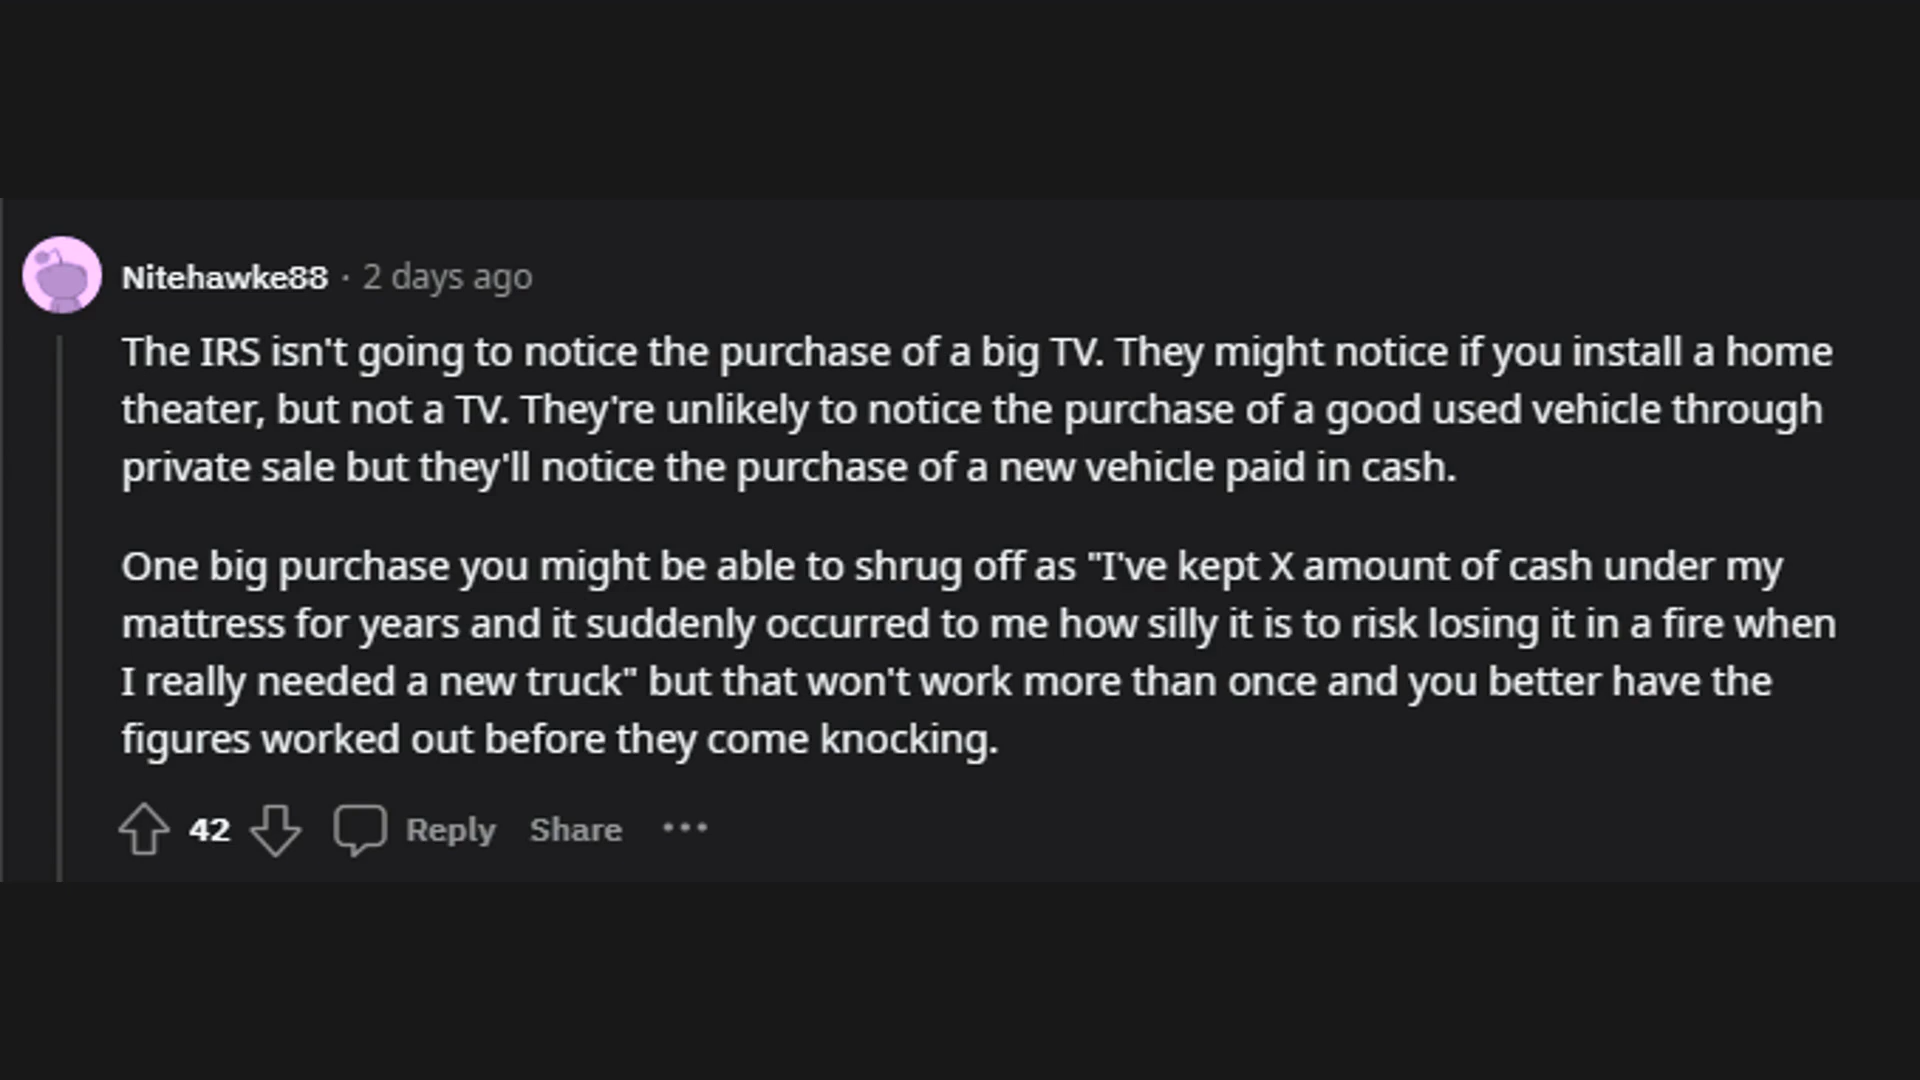 Nitehawke88 · 2 days ago
The IRS isn't going to notice the purchase of a big TV. They might notice if you install a home
theater, but not a TV. They're unlikely to notice the purchase of a good used vehicle through
private sale but they'll notice the purchase of a new vehicle paid in cash.
One big purchase you might be able to shrug off as "I've kept X amount of cash under my
mattress for years and it suddenly occurred to me how silly it is to risk losing it in a fire when
I really needed a new truck" but that won't work more than once and you better have the
figures worked out before they come knocking.
42 Reply Share ···